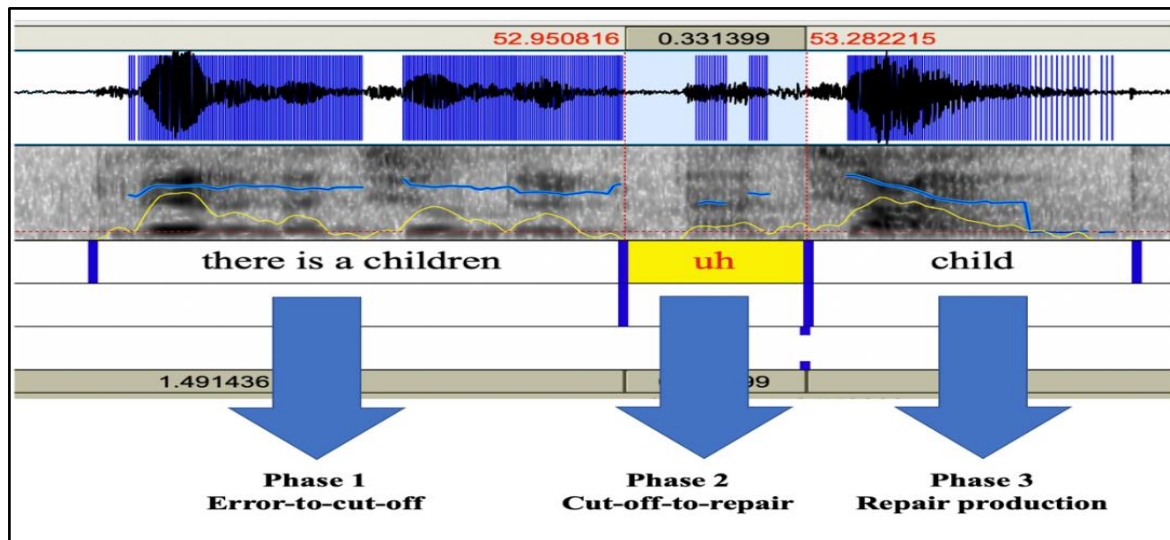 52.950816 0.331399 53.282215
there is a children uh child
1.491436 99
Phase 1 Phase 2 Phase 3
Error-to-cut-off Cut-off-to-repair Repair production